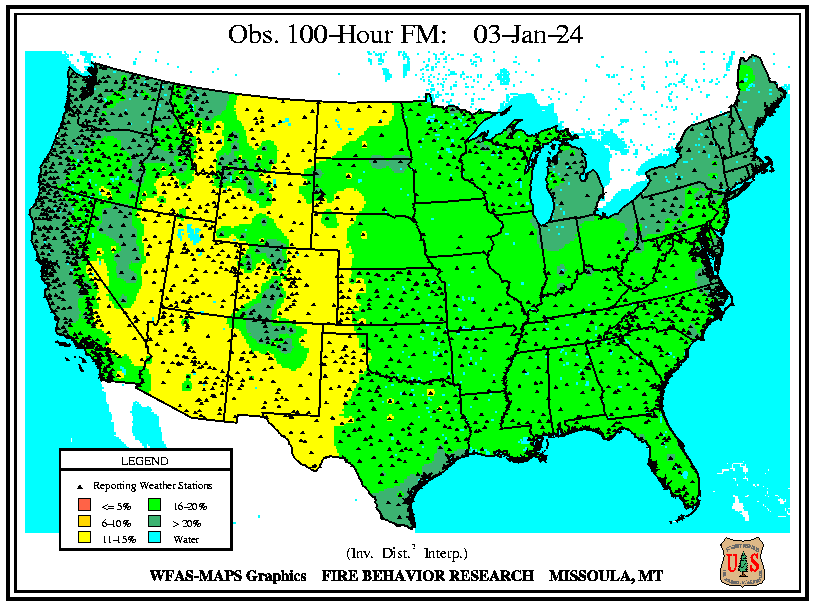 Obs. 100-Hour FM: 03-Jan-24
LEGEND
Reporting Weather Stations
<= 5% 16-20%
6-10% > 20%
11-15% Water
(Inv. Dist.² Interp.)
WFAS-MAPS Graphics FIRE BEHAVIOR RESEARCH MISSOULA, MT
U S